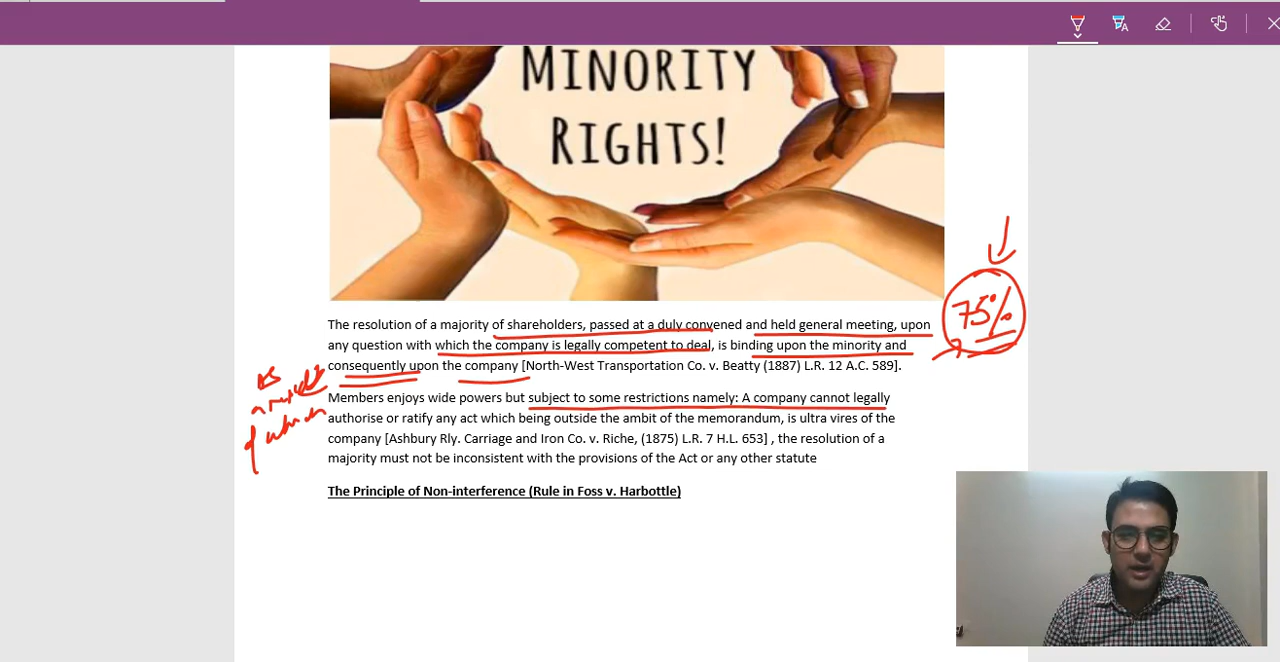 MINORITY
RIGHTS!
The resolution of a majority of shareholders, passed at a duly convened and held general meeting, upon
any question with which the company is legally competent to deal, is binding upon the minority and
consequently upon the company [North-West Transportation Co. v. Beatty (1887) L.R. 12 A.C. 589].
75%
as
a result
of which
Members enjoys wide powers but subject to some restrictions namely: A company cannot legally
authorise or ratify any act which being outside the ambit of the memorandum, is ultra vires of the
company [Ashbury Rly. Carriage and Iron Co. v. Riche, (1875) L.R. 7 H.L. 653] , the resolution of a
majority must not be inconsistent with the provisions of the Act or any other statute
The Principle of Non-interference (Rule in Foss v. Harbottle)